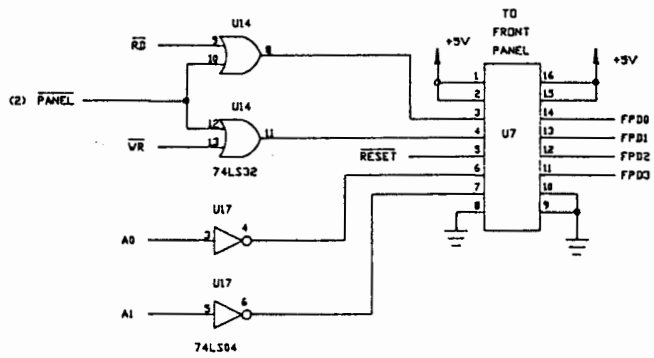 U14
TO
FRONT
PANEL
+5V
+5V
RD
9
10
8
(2) PANEL
U14
12
13
11
WR
74LS32
U7
1
2
3
4
5
6
7
8
16
15
14
13
12
11
10
9
FPD0
FPD1
FPD2
FPD3
RESET
U17
A0
3
4
U17
A1
5
6
74LS04